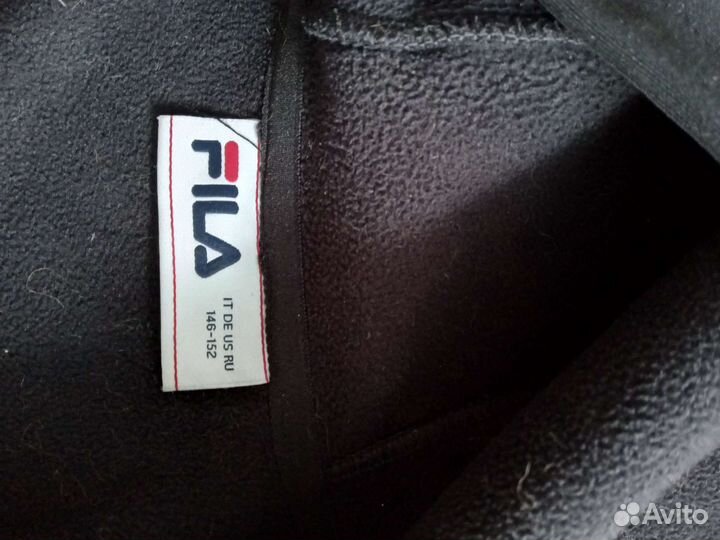 FILA
IT DE US RU
146-152
Avito